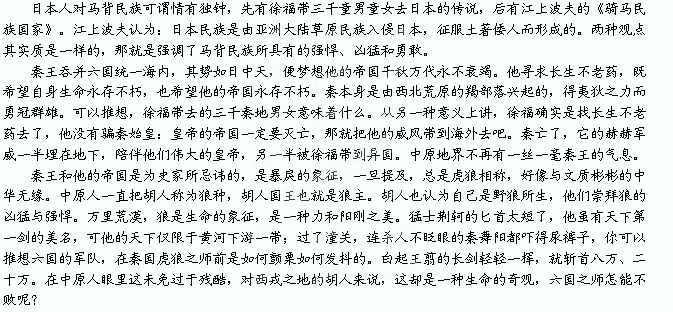 日本人对马背民族可谓情有独钟，先有徐福带三千童男童女去日本的传说，后有江上波夫的《骑马民
族国家》。江上波夫认为：日本民族是由亚洲大陆草原民族入侵日本，征服土著倭人而形成的。两种观点
其实质是一样的，那就是强调了马背民族所具有的强悍、凶猛和勇敢。
秦王吞并六国统一海内，其势如日中天，便梦想他的帝国千秋万代永不衰竭。他寻求长生不老药，既
希望自身生命永存不朽，也希望他的帝国永存不朽。秦本身是由西北荒原的羯部落兴起的，得夷狄之力而
勇冠群雄。可以推想，徐福带去的三千秦地男女意味着什么。从另一种意义上讲，徐福确实是找长生不老
药去了，他没有骗秦始皇：皇帝的帝国一定要灭亡，那就把他的威风带到海外去吧。秦亡了，它的赫赫军
威一半埋在地下，陪伴他们伟大的皇帝，另一半被徐福带到异国。中原地界不再有一丝一毫秦王的气息。
秦王和他的帝国是为史家所忌讳的，是暴戾的象征，一旦提及，总是虎狼相称，好像与文质彬彬的中
华无缘。中原人一直把胡人称为狼种，胡人国王也就是狼主。胡人也认为自己是野狼所生，他们崇拜狼的
凶猛与强悍。万里荒漠，狼是生命的象征，是一种力和阳刚之美。猛士荆轲的匕首太短了，他虽有天下第
一剑的美名，可他的天下仅限于黄河下游一带；过了潼关，连杀人不眨眼的秦舞阳都吓得尿裤子，你可以
推想六国的军队，在秦国虎狼之师前是如何颤栗如何发抖的。白起王翦的长剑轻轻一挥，就斩首八万、二
十万。在中原人眼里这未免过于残酷，对西戎之地的胡人来说，这却是一种生命的奇观，六国之师怎能不
败呢？